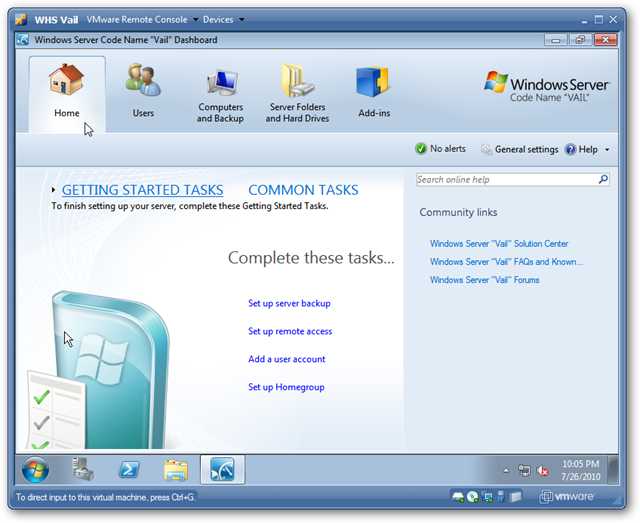 WHS Vail VMware Remote Console Devices
Windows Server Code Name "Vail" Dashboard
Home
Users
Computers
and Backup
Server Folders
and Hard Drives
Add-ins
Windows Server
Code Name "VAIL"
No alerts
General settings
Help
GETTING STARTED TASKS
COMMON TASKS
To finish setting up your server, complete these Getting Started Tasks.
Complete these tasks...
Set up server backup
Set up remote access
Add a user account
Set up Homegroup
Search online help
Community links
Windows Server "Vail" Solution Center
Windows Server "Vail" FAQs and Known...
Windows Server "Vail" Forums
10:05 PM
7/26/2010
To direct input to this virtual machine, press Ctrl+G.
vmware